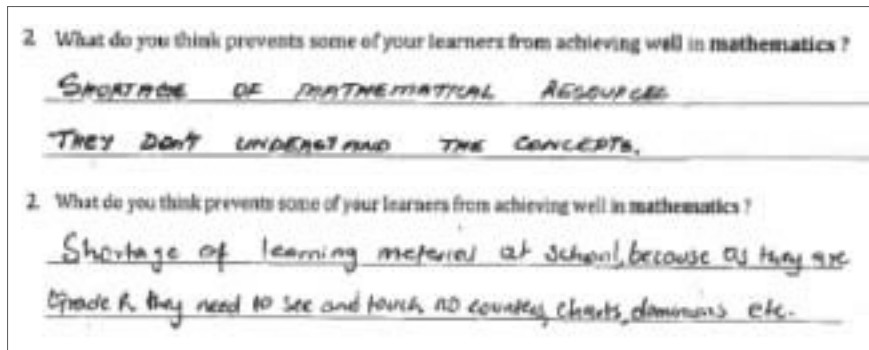 2. What do you think prevents some of your learners from achieving well in mathematics ?
SHORTAGE OF MATHEMATICAL RESOURCES
THEY DON'T UNDERSTAND THE CONCEPTS.
2. What do you think prevents some of your learners from achieving well in mathematics ?
Shortage of learning material at school, because as they are
Grade R they need to see and touch no counters, charts, dominoes etc.